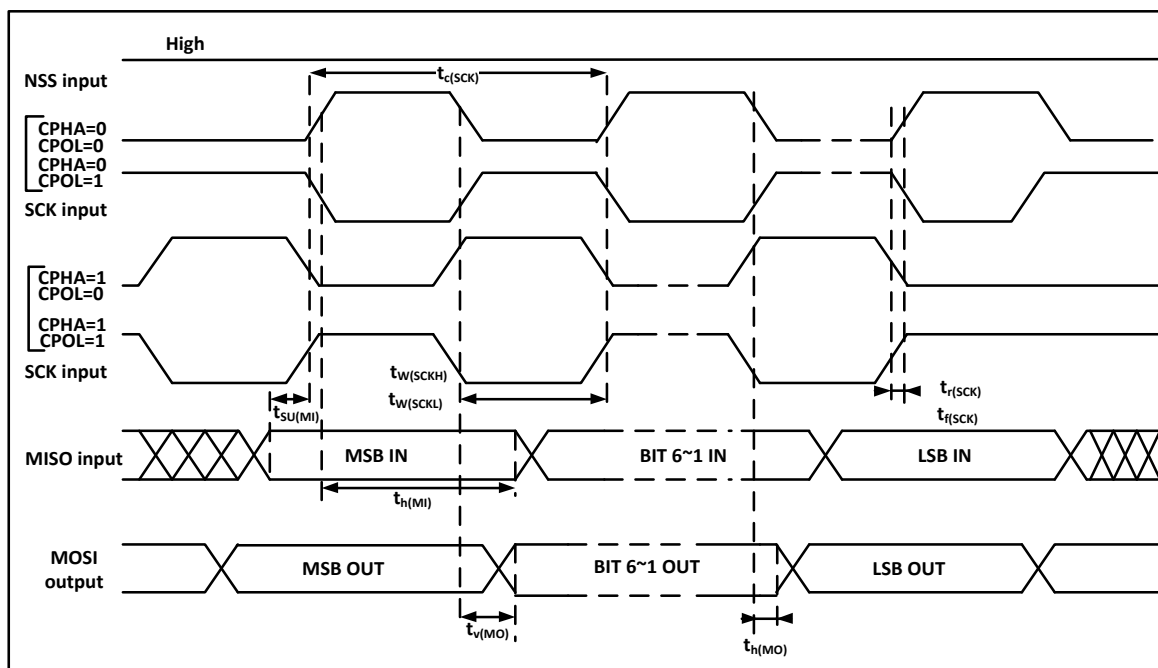 High
NSS input
tc(SCK)
CPHA=0
CPOL=0
CPHA=0
CPOL=1
SCK input
CPHA=1
CPOL=0
CPHA=1
CPOL=1
SCK input
tW(SCKH)
tW(SCKL)
tr(SCK)
tf(SCK)
tSU(MI)
MISO input
MSB IN
BIT 6~1 IN
LSB IN
th(MI)
MOSI
output
MSB OUT
BIT 6~1 OUT
LSB OUT
tv(MO)
th(MO)